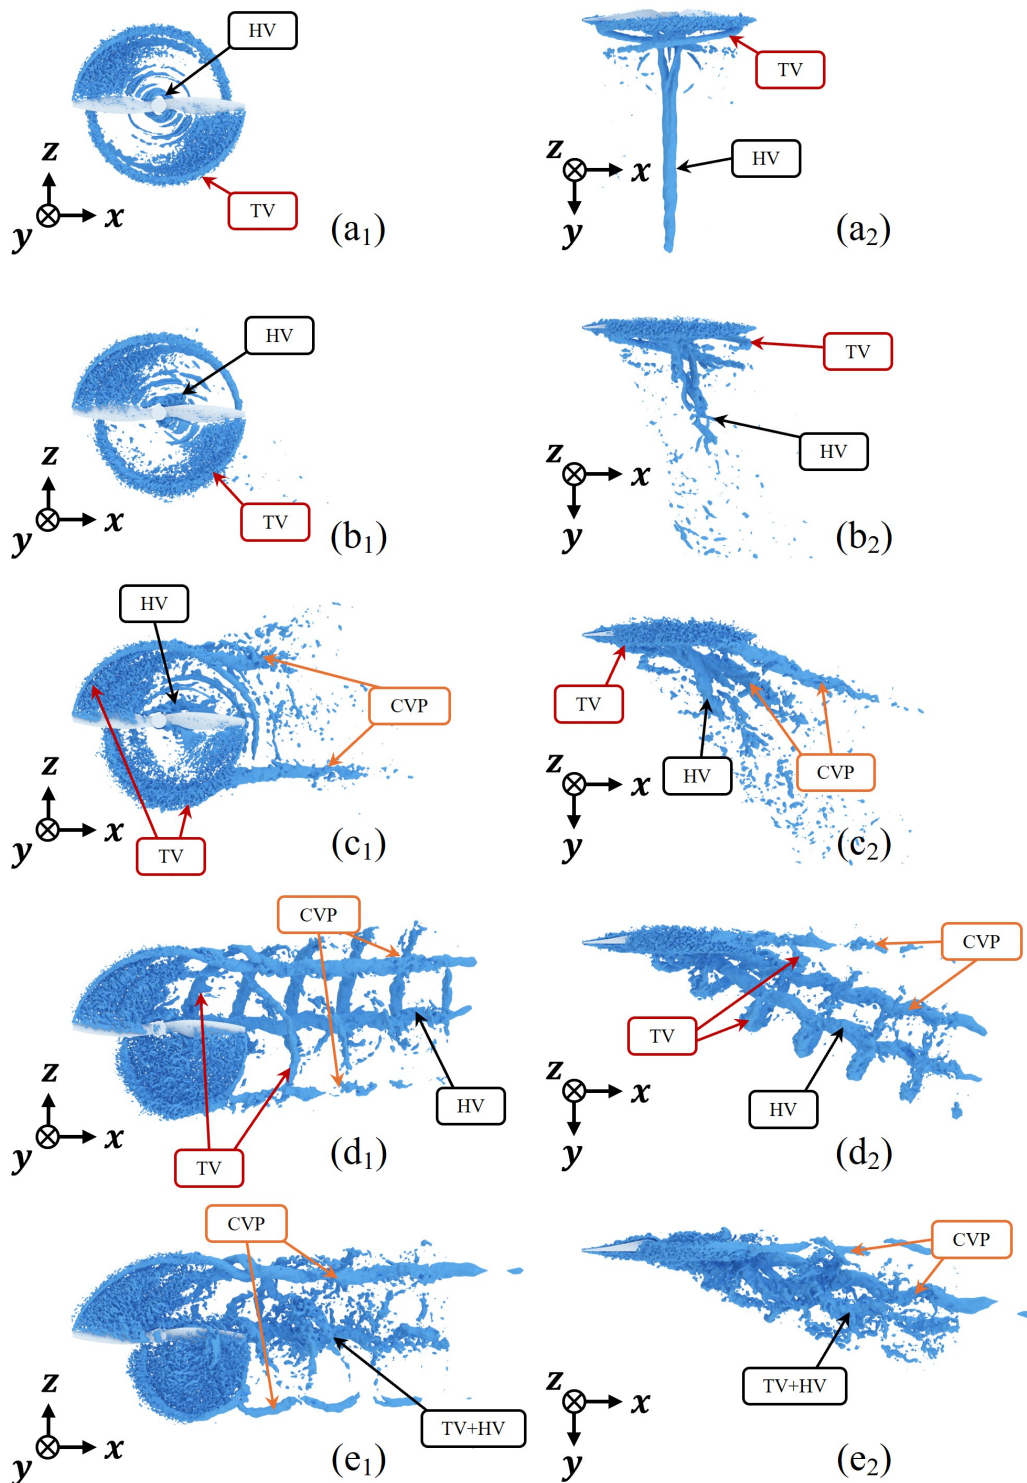 HV
TV
z
x
y
(a₁)
TV
HV
z
x
y
(a₂)
HV
TV
z
x
y
(b₁)
TV
HV
z
x
y
(b₂)
HV
CVP
TV
z
x
y
(c₁)
TV
HV
CVP
z
x
y
(c₂)
CVP
HV
TV
z
x
y
(d₁)
CVP
TV
HV
z
x
y
(d₂)
CVP
TV+HV
z
x
y
(e₁)
CVP
TV+HV
z
x
y
(e₂)